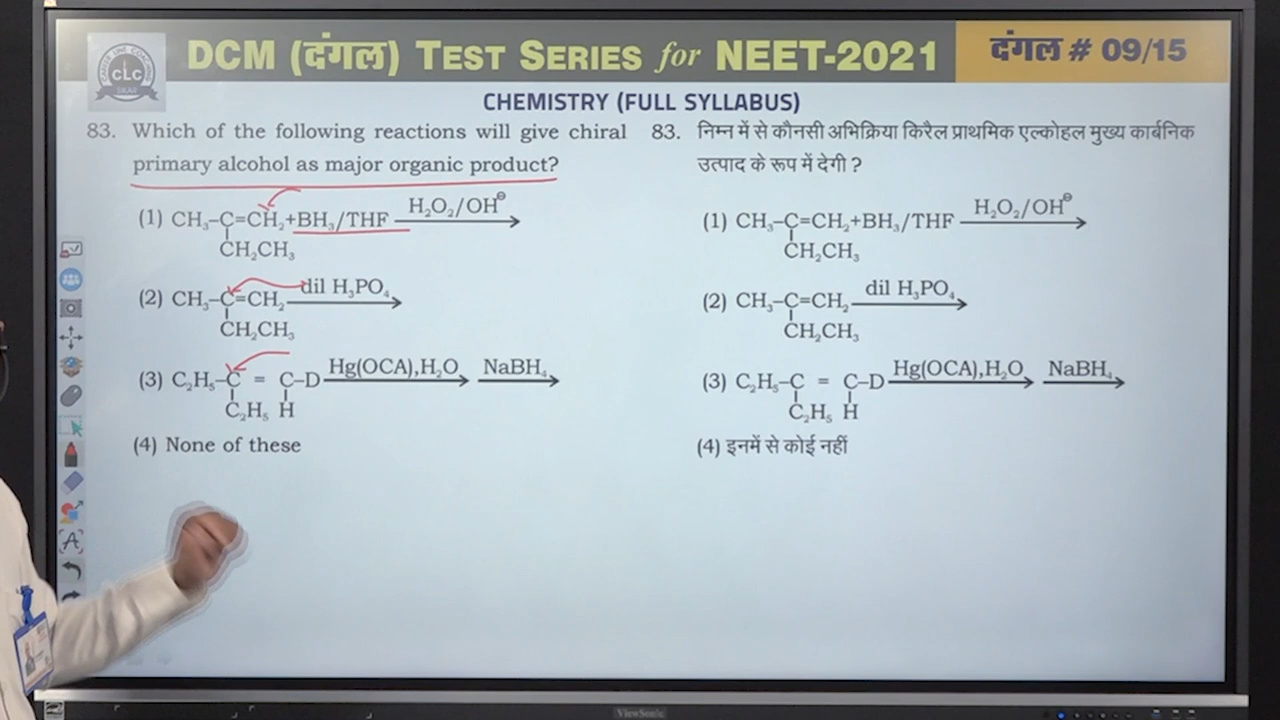 CLC
SIKAR
DCM (दंगल) TEST SERIES for NEET-2021
दंगल # 09/15
CHEMISTRY (FULL SYLLABUS)
83. Which of the following reactions will give chiral
primary alcohol as major organic product?
(1) CH₃–C=CH₂+BH₃/THF H₂O₂/OH⊖
CH₂CH₃
(2) CH₃–C=CH₂ dil H₃PO₄
CH₂CH₃
(3) C₂H₅–C = C–D Hg(OCA),H₂O NaBH₄
C₂H₅ H
(4) None of these
83. निम्न में से कौनसी अभिक्रिया किरैल प्राथमिक एल्कोहल मुख्य कार्बनिक
उत्पाद के रूप में देगी ?
(1) CH₃–C=CH₂+BH₃/THF H₂O₂/OH⊖
CH₂CH₃
(2) CH₃–C=CH₂ dil H₃PO₄
CH₂CH₃
(3) C₂H₅–C = C–D Hg(OCA),H₂O NaBH₄
C₂H₅ H
(4) इनमें से कोई नहीं
ViewSonic